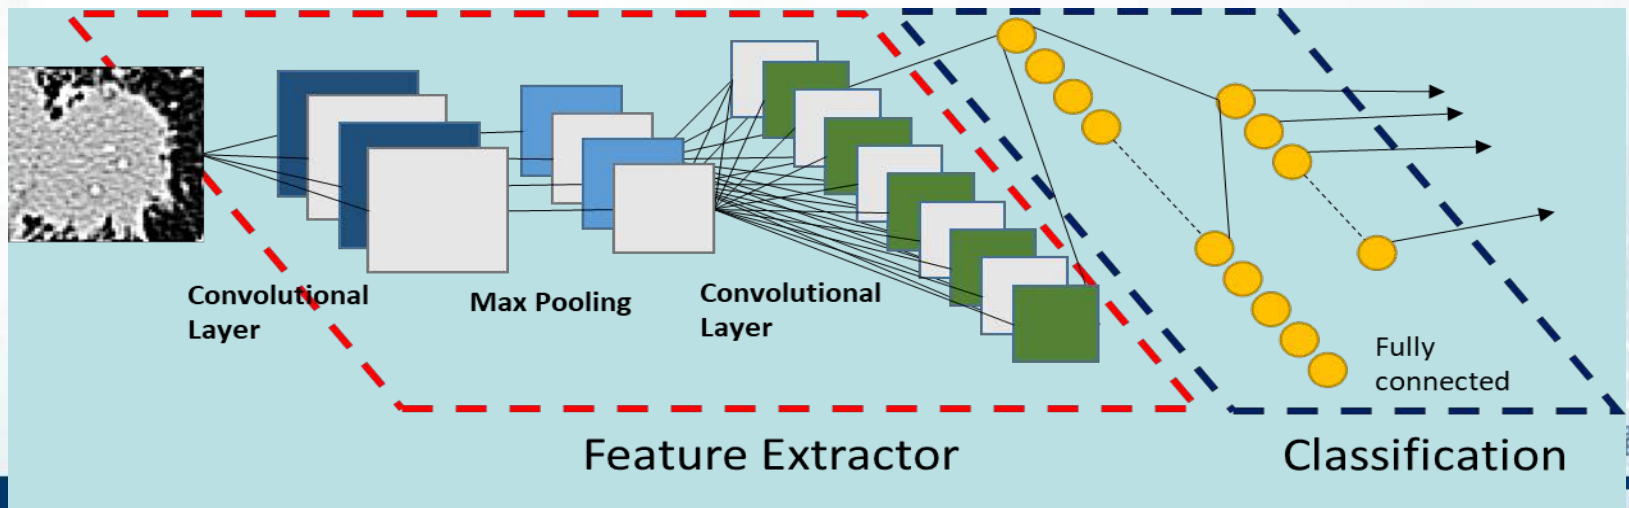 Convolutional
Layer
Max Pooling
Convolutional
Layer
Fully
connected
Feature Extractor
Classification